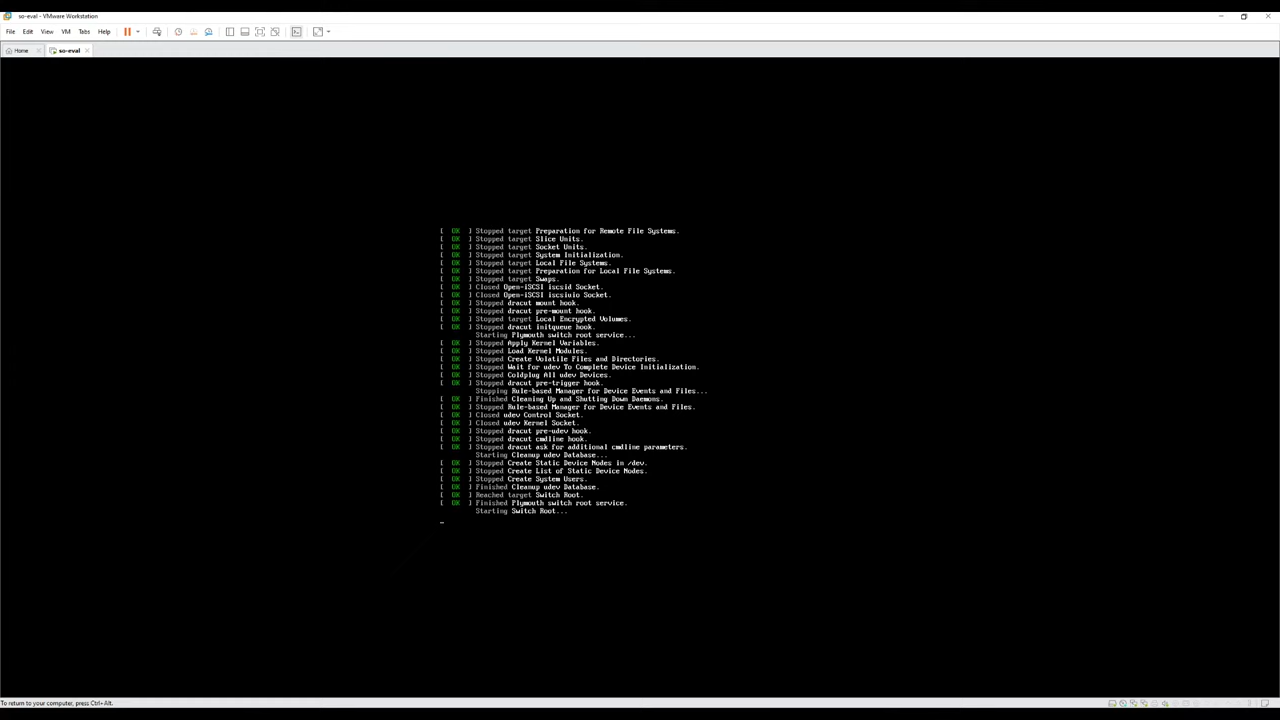 so-eval - VMware Workstation
File Edit View VM Tabs Help
Home so-eval
[ OK ] Stopped target Preparation for Remote File Systems.
[ OK ] Stopped target Slice Units.
[ OK ] Stopped target Socket Units.
[ OK ] Stopped target System Initialization.
[ OK ] Stopped target Local File Systems.
[ OK ] Stopped target Preparation for Local File Systems.
[ OK ] Stopped target Swaps.
[ OK ] Closed Open-iSCSI iscsid Socket.
[ OK ] Closed Open-iSCSI iscsiuio Socket.
[ OK ] Stopped dracut mount hook.
[ OK ] Stopped dracut pre-mount hook.
[ OK ] Stopped target Local Encrypted Volumes.
[ OK ] Stopped dracut initqueue hook.
Starting Plymouth switch root service...
[ OK ] Stopped Apply Kernel Variables.
[ OK ] Stopped Load Kernel Modules.
[ OK ] Stopped Create Volatile Files and Directories.
[ OK ] Stopped Wait for udev To Complete Device Initialization.
[ OK ] Stopped Coldplug All udev Devices.
[ OK ] Stopped dracut pre-trigger hook.
Stopping Rule-based Manager for Device Events and Files...
[ OK ] Finished Cleaning Up and Shutting Down Daemons.
[ OK ] Stopped Rule-based Manager for Device Events and Files.
[ OK ] Closed udev Control Socket.
[ OK ] Closed udev Kernel Socket.
[ OK ] Stopped dracut pre-udev hook.
[ OK ] Stopped dracut cmdline hook.
[ OK ] Stopped dracut ask for additional cmdline parameters.
Starting Cleanup udev Database...
[ OK ] Stopped Create Static Device Nodes in /dev.
[ OK ] Stopped Create List of Static Device Nodes.
[ OK ] Stopped Create System Users.
[ OK ] Finished Cleanup udev Database.
[ OK ] Reached target Switch Root.
[ OK ] Finished Plymouth switch root service.
Starting Switch Root...
To return to your computer, press Ctrl+Alt.